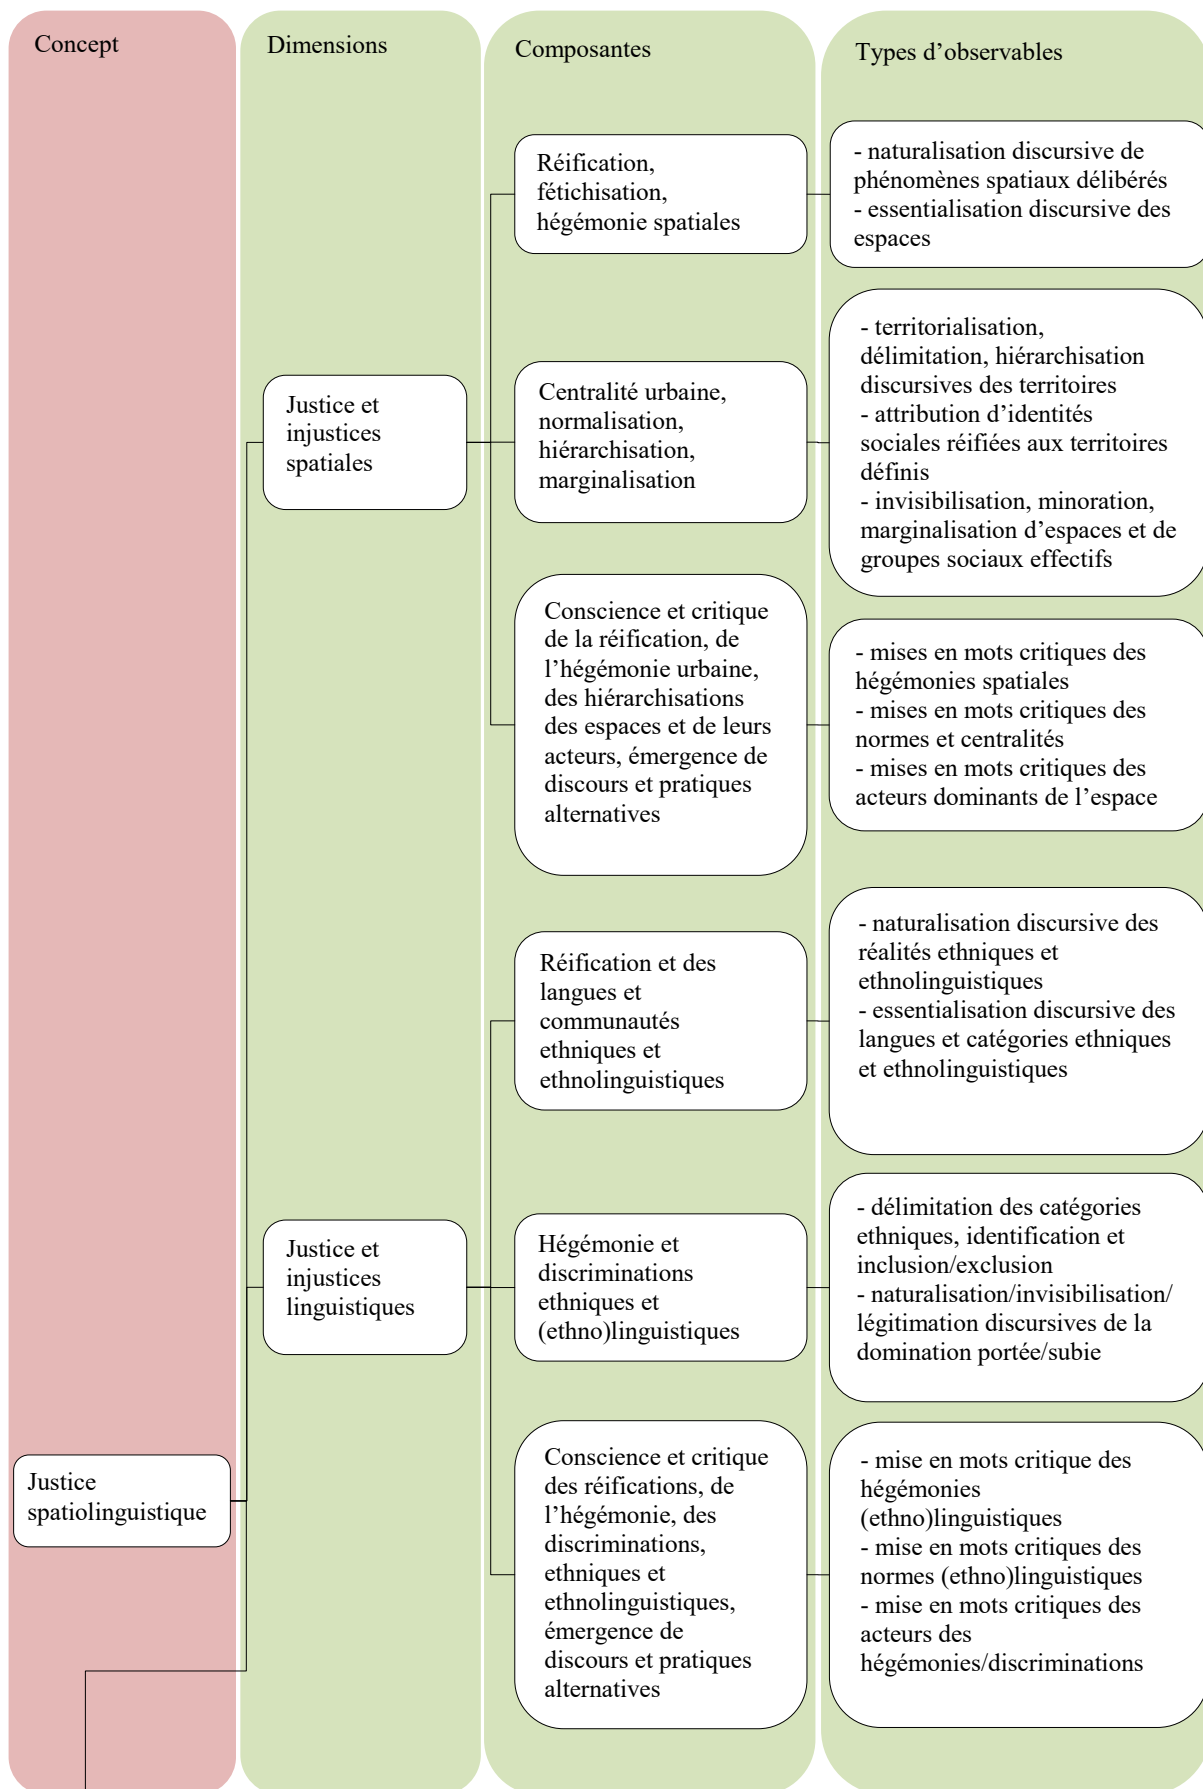 Concept
Dimensions
Composantes
Types d’observables
Réification,
fétichisation,
hégémonie spatiales
- naturalisation discursive de
phénomènes spatiaux délibérés
- essentialisation discursive des
espaces
Justice et
injustices
spatiales
Centralité urbaine,
normalisation,
hiérarchisation,
marginalisation
- territorialisation,
délimitation, hiérarchisation
discursives des territoires
- attribution d’identités
sociales réifiées aux territoires
définis
- invisibilisation, minoration,
marginalisation d’espaces et de
groupes sociaux effectifs
Conscience et critique
de la réification, de
l’hégémonie urbaine,
des hiérarchisations
des espaces et de leurs
acteurs, émergence de
discours et pratiques
alternatives
- mises en mots critiques des
hégémonies spatiales
- mises en mots critiques des
normes et centralités
- mises en mots critiques des
acteurs dominants de l’espace
Réification et des
langues et
communautés
ethniques et
ethnolinguistiques
- naturalisation discursive des
réalités ethniques et
ethnolinguistiques
- essentialisation discursive des
langues et catégories ethniques
et ethnolinguistiques
Justice et
injustices
linguistiques
Hégémonie et
discriminations
ethniques et
(ethno)linguistiques
- délimitation des catégories
ethniques, identification et
inclusion/exclusion
- naturalisation/invisibilisation/
légitimation discursives de la
domination portée/subie
Justice
spatiolinguistique
Conscience et critique
des réifications, de
l’hégémonie, des
discriminations,
ethniques et
ethnolinguistiques,
émergence de
discours et pratiques
alternatives
- mise en mots critique des
hégémonies
(ethno)linguistiques
- mise en mots critiques des
normes (ethno)linguistiques
- mise en mots critiques des
acteurs des
hégémonies/discriminations